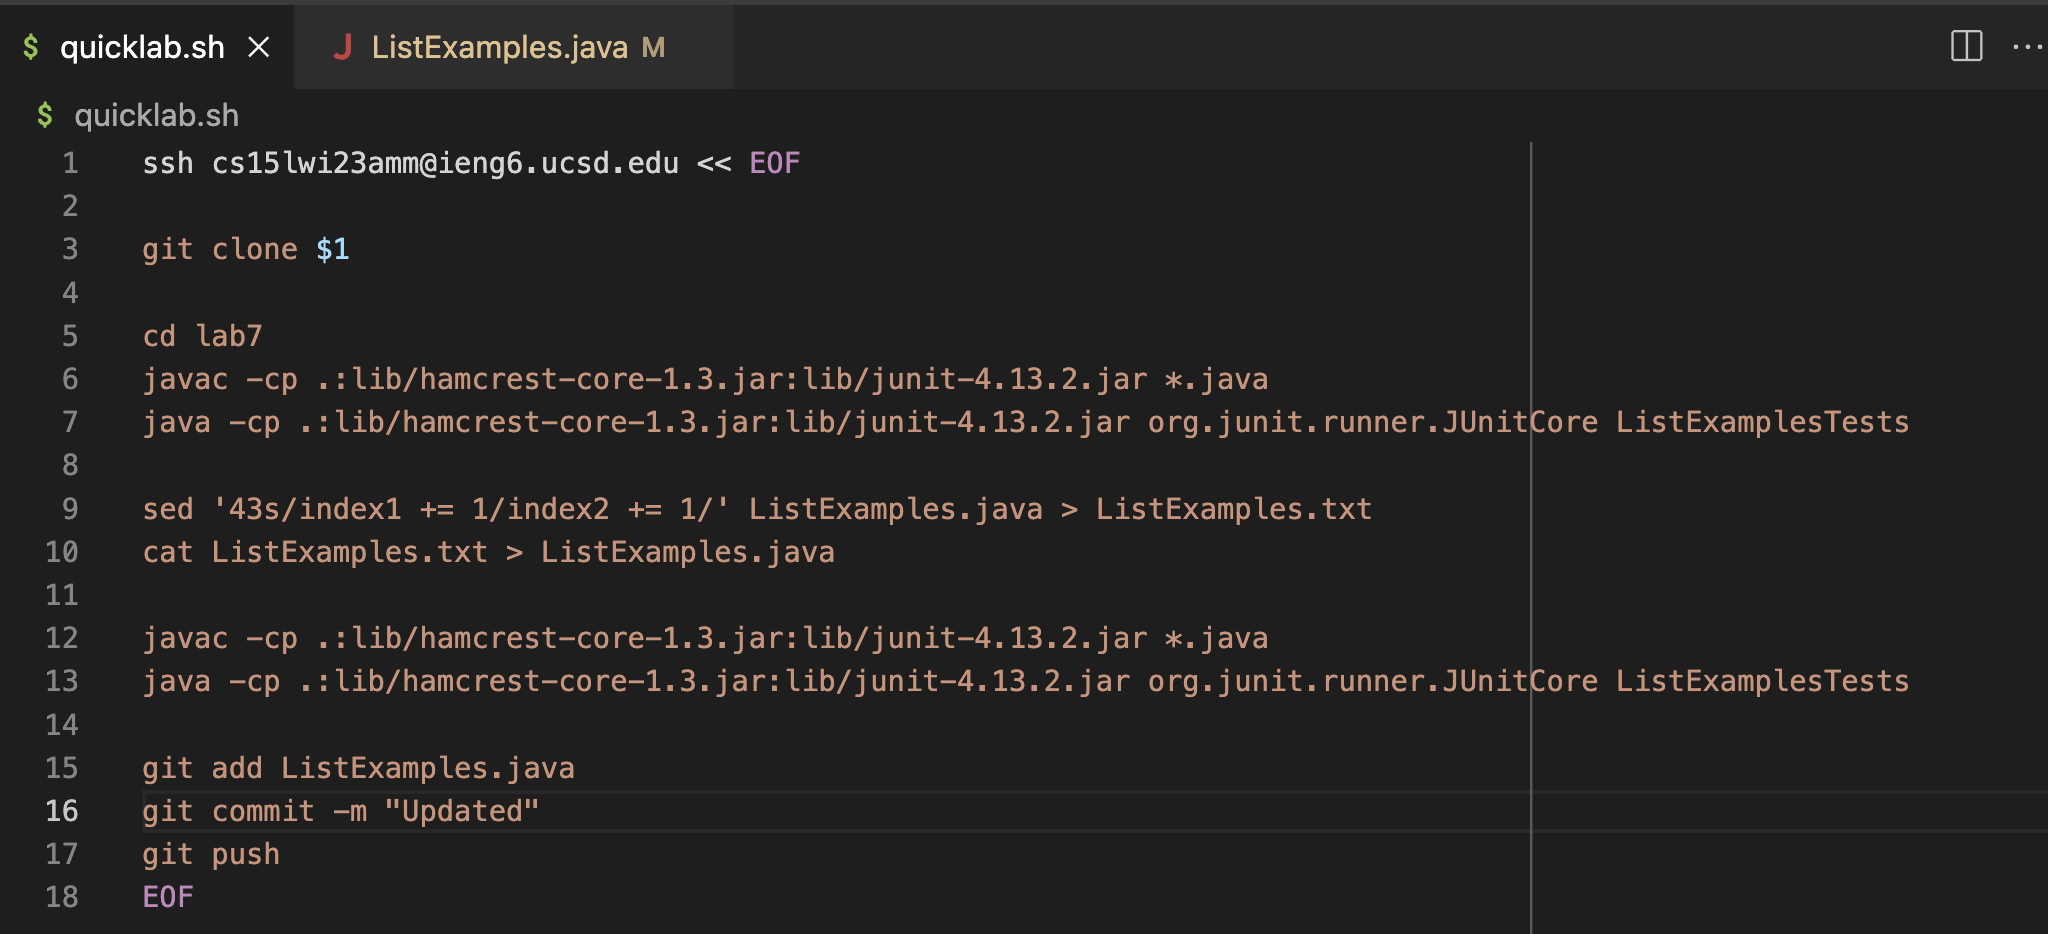 $ quicklab.sh × J ListExamples.java M
$ quicklab.sh
1 ssh cs15lwi23amm@ieng6.ucsd.edu << EOF
2
3 git clone $1
4
5 cd lab7
6 javac -cp .:lib/hamcrest-core-1.3.jar:lib/junit-4.13.2.jar *.java
7 java -cp .:lib/hamcrest-core-1.3.jar:lib/junit-4.13.2.jar org.junit.runner.JUnitCore ListExamplesTests
8
9 sed '43s/index1 += 1/index2 += 1/' ListExamples.java > ListExamples.txt
10 cat ListExamples.txt > ListExamples.java
11
12 javac -cp .:lib/hamcrest-core-1.3.jar:lib/junit-4.13.2.jar *.java
13 java -cp .:lib/hamcrest-core-1.3.jar:lib/junit-4.13.2.jar org.junit.runner.JUnitCore ListExamplesTests
14
15 git add ListExamples.java
16 git commit -m "Updated"
17 git push
18 EOF